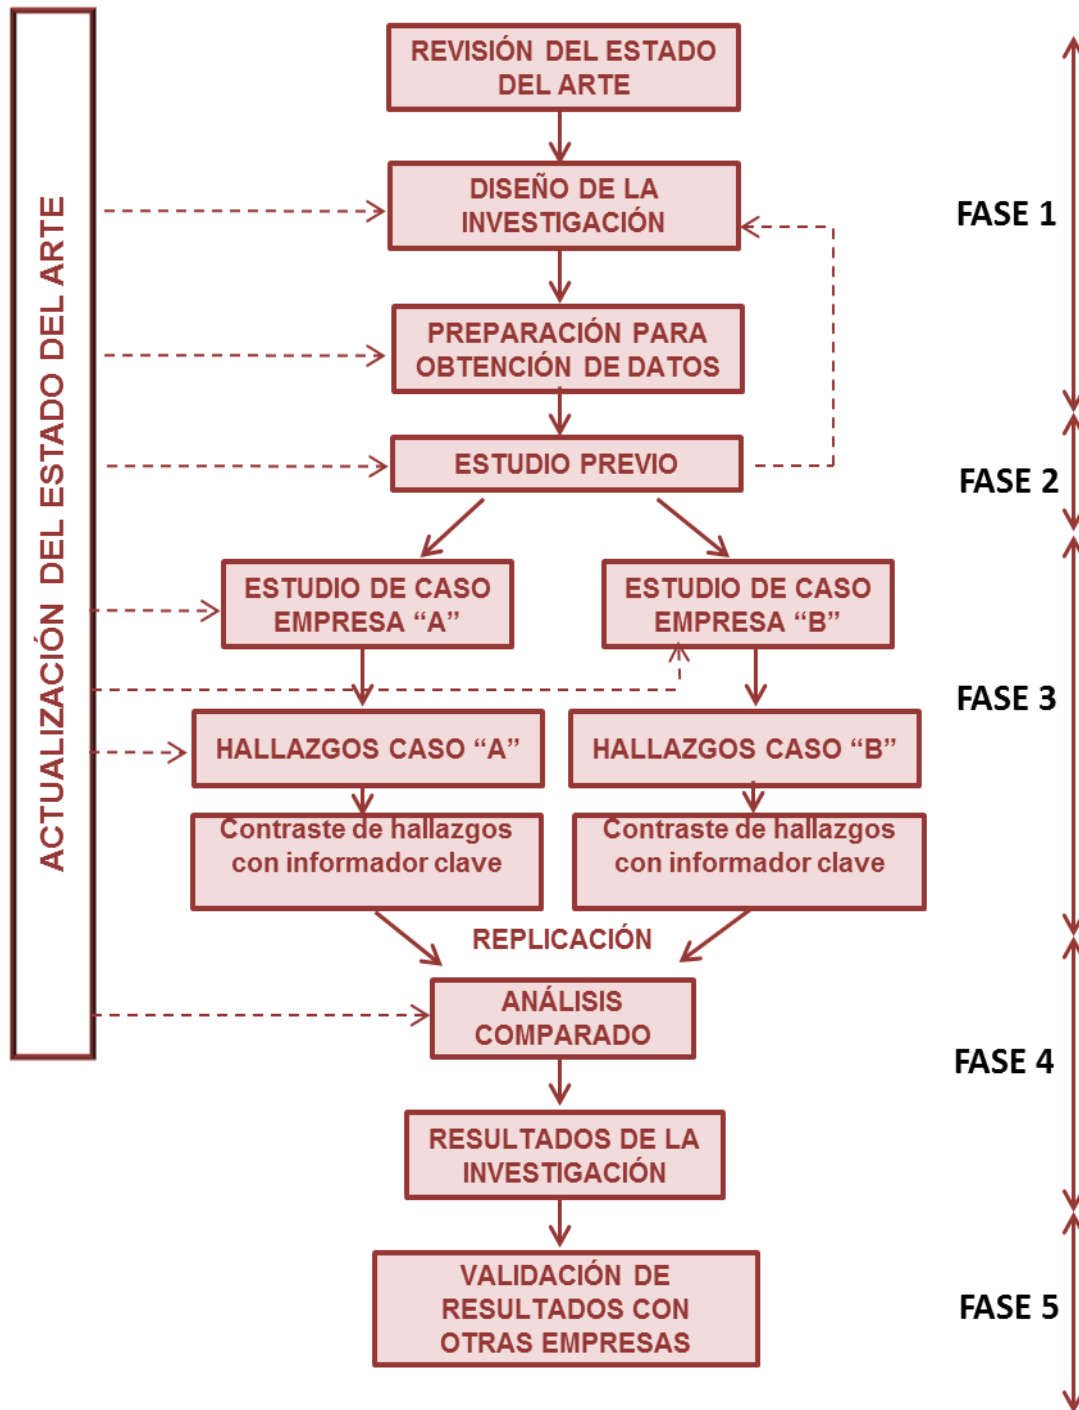 ACTUALIZACIÓN DEL ESTADO DEL ARTE
REVISIÓN DEL ESTADO
DEL ARTE
DISEÑO DE LA
INVESTIGACIÓN
FASE 1
PREPARACIÓN PARA
OBTENCIÓN DE DATOS
ESTUDIO PREVIO
FASE 2
ESTUDIO DE CASO
EMPRESA “A”
ESTUDIO DE CASO
EMPRESA “B”
FASE 3
HALLAZGOS CASO “A”
HALLAZGOS CASO “B”
Contraste de hallazgos
con informador clave
Contraste de hallazgos
con informador clave
REPLICACIÓN
ANÁLISIS
COMPARADO
FASE 4
RESULTADOS DE LA
INVESTIGACIÓN
VALIDACIÓN DE
RESULTADOS CON
OTRAS EMPRESAS
FASE 5